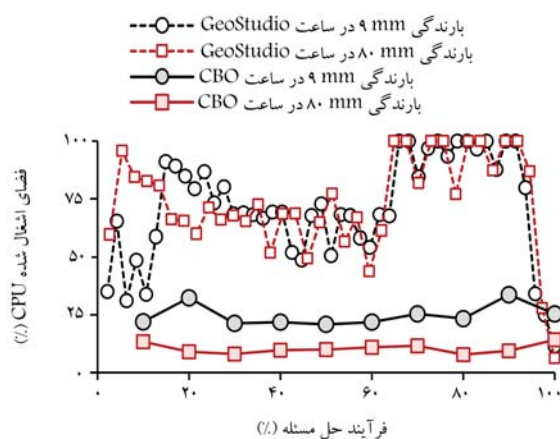 بارندگی ۹ mm در ساعت GeoStudio
بارندگی ۸۰ mm در ساعت GeoStudio
بارندگی ۹ mm در ساعت CBO
بارندگی ۸۰ mm در ساعت CBO
فضای اشغال شده CPU (٪)
۱۰۰
۷۵
۵۰
۲۵
۰
۰ ۲۰ ۴۰ ۶۰ ۸۰ ۱۰۰
فرآیند حل مسئله (٪)